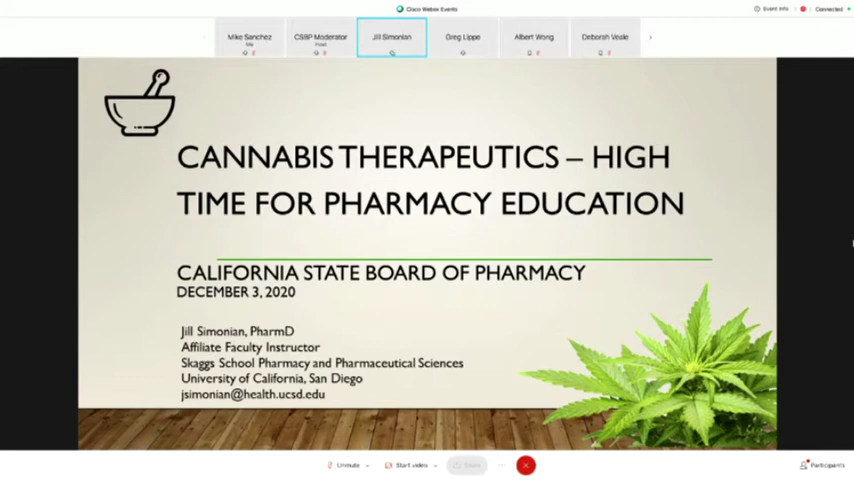 Cisco Webex Events
Event Info
Connected
Mike Sanchez
Me
CSBP Moderator
Host
Jill Simonian
Greg Lippe
Albert Wong
Deborah Veale
CANNABIS THERAPEUTICS – HIGH
TIME FOR PHARMACY EDUCATION
CALIFORNIA STATE BOARD OF PHARMACY
DECEMBER 3, 2020
Jill Simonian, PharmD
Affiliate Faculty Instructor
Skaggs School Pharmacy and Pharmaceutical Sciences
University of California, San Diego
jsimonian@health.ucsd.edu
Unmute
Start video
Share
Participants